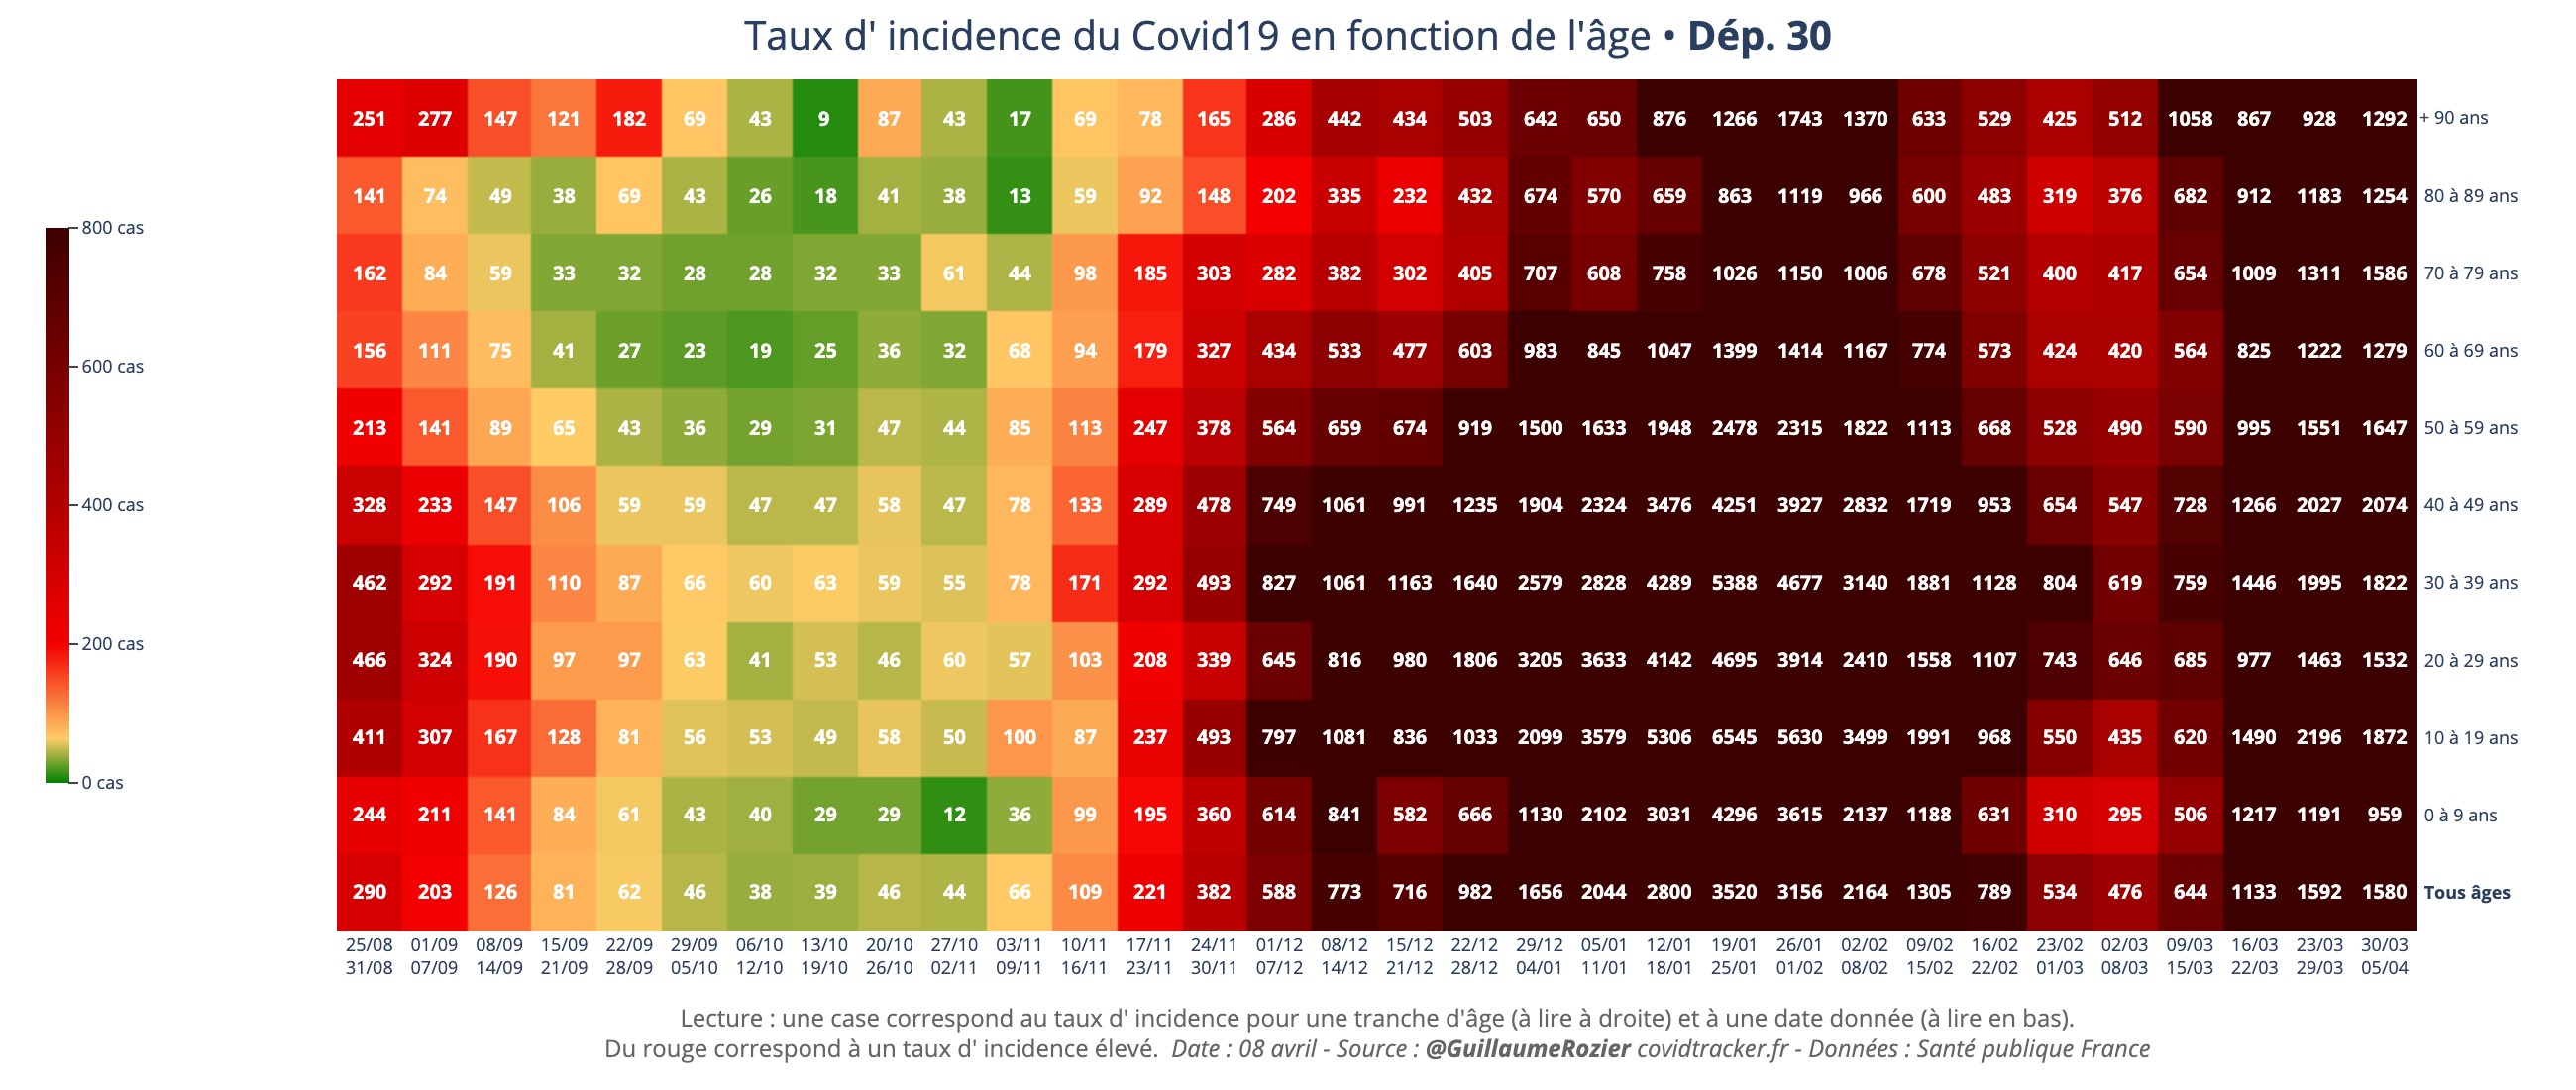 Taux d' incidence du Covid19 en fonction de l'âge • Dép. 30
251 277 147 121 182 69 43 9 87 43 17 69 78 165 286 442 434 503 642 650 876 1266 1743 1370 633 529 425 512 1058 867 928 1292 + 90 ans
141 74 49 38 69 43 26 18 41 38 13 59 92 148 202 335 232 432 674 570 659 863 1119 966 600 483 319 376 682 912 1183 1254 80 à 89 ans
162 84 59 33 32 28 28 32 33 61 44 98 185 303 282 382 302 405 707 608 758 1026 1150 1006 678 521 400 417 654 1009 1311 1586 70 à 79 ans
156 111 75 41 27 23 19 25 36 32 68 94 179 327 434 533 477 603 983 845 1047 1399 1414 1167 774 573 424 420 564 825 1222 1279 60 à 69 ans
213 141 89 65 43 36 29 31 47 44 85 113 247 378 564 659 674 919 1500 1633 1948 2478 2315 1822 1113 668 528 490 590 995 1551 1647 50 à 59 ans
328 233 147 106 59 59 47 47 58 47 78 133 289 478 749 1061 991 1235 1904 2324 3476 4251 3927 2832 1719 953 654 547 728 1266 2027 2074 40 à 49 ans
462 292 191 110 87 66 60 63 59 55 78 171 292 493 827 1061 1163 1640 2579 2828 4289 5388 4677 3140 1881 1128 804 619 759 1446 1995 1822 30 à 39 ans
466 324 190 97 97 63 41 53 46 60 57 103 208 339 645 816 980 1806 3205 3633 4142 4695 3914 2410 1558 1107 743 646 685 977 1463 1532 20 à 29 ans
411 307 167 128 81 56 53 49 58 50 100 87 237 493 797 1081 836 1033 2099 3579 5306 6545 5630 3499 1991 968 550 435 620 1490 2196 1872 10 à 19 ans
244 211 141 84 61 43 40 29 29 12 36 99 195 360 614 841 582 666 1130 2102 3031 4296 3615 2137 1188 631 310 295 506 1217 1191 959 0 à 9 ans
290 203 126 81 62 46 38 39 46 44 66 109 221 382 588 773 716 982 1656 2044 2800 3520 3156 2164 1305 789 534 476 644 1133 1592 1580 Tous âges
800 cas
600 cas
400 cas
200 cas
0 cas
25/08 01/09 08/09 15/09 22/09 29/09 06/10 13/10 20/10 27/10 03/11 10/11 17/11 24/11 01/12 08/12 15/12 22/12 29/12 05/01 12/01 19/01 26/01 02/02 09/02 16/02 23/02 02/03 09/03 16/03 23/03 30/03
31/08 07/09 14/09 21/09 28/09 05/10 12/10 19/10 26/10 02/11 09/11 16/11 23/11 30/11 07/12 14/12 21/12 28/12 04/01 11/01 18/01 25/01 01/02 08/02 15/02 22/02 01/03 08/03 15/03 22/03 29/03 05/04
Lecture : une case correspond au taux d' incidence pour une tranche d'âge (à lire à droite) et à une date donnée (à lire en bas).
Du rouge correspond à un taux d' incidence élevé. Date : 08 avril - Source : @GuillaumeRozier covidtracker.fr - Données : Santé publique France